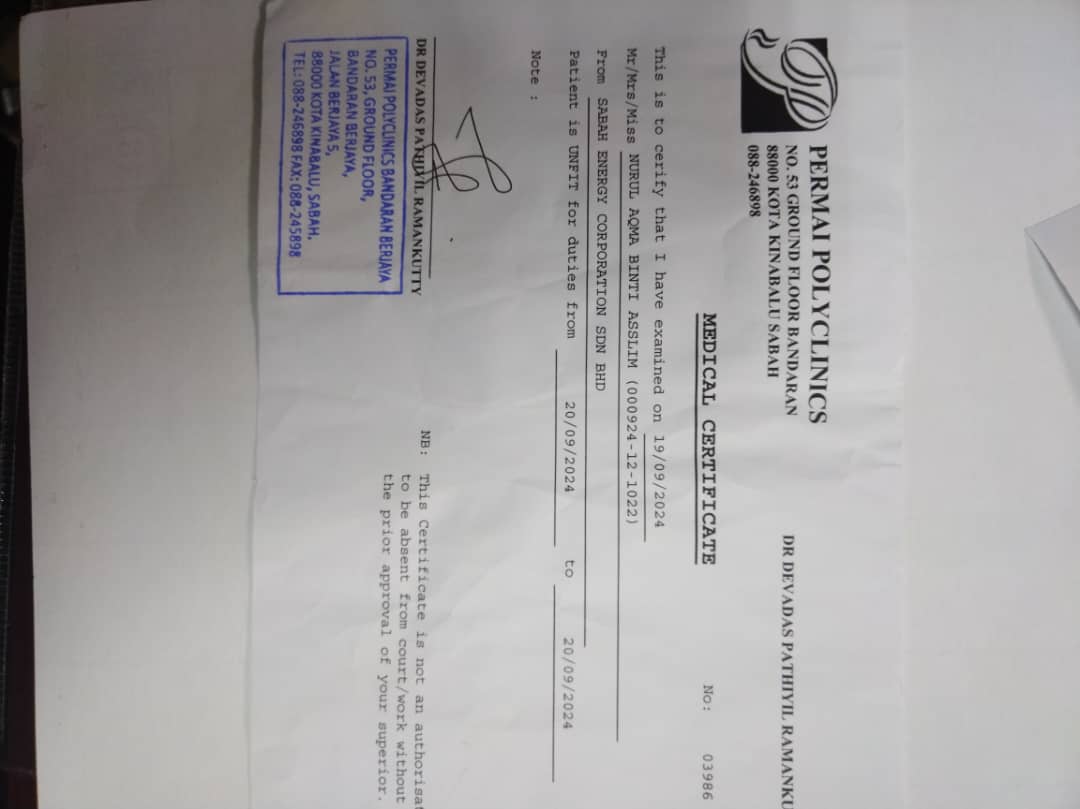 PERMAI POLYCLINICS
NO. 53 GROUND FLOOR BANDARAN
88000 KOTA KINABALU SABAH
088-246898
DR DEVADAS PATHIYIL RAMANKU
MEDICAL CERTIFICATE
No: 03986
This is to cerify that I have examined on 19/09/2024
Mr/Mrs/Miss NURUL AQMA BINTI ASSLIM (000924-12-1022)
From SABAH ENERGY CORPORATION SDN BHD
Patient is UNFIT for duties from 20/09/2024 to 20/09/2024
Note :
DR DEVADAS PATHIYIL RAMANKUTTY
PERMAI POLYCLINICS BANDARAN BERJAYA
NO. 53, GROUND FLOOR,
BANDARAN BERJAYA,
JALAN BERJAYA 5,
88000 KOTA KINABALU, SABAH.
TEL: 088-246898 FAX: 088-245898
NB: This Certificate is not an authorisat
to be absent from court/work without
the prior approval of your superior.